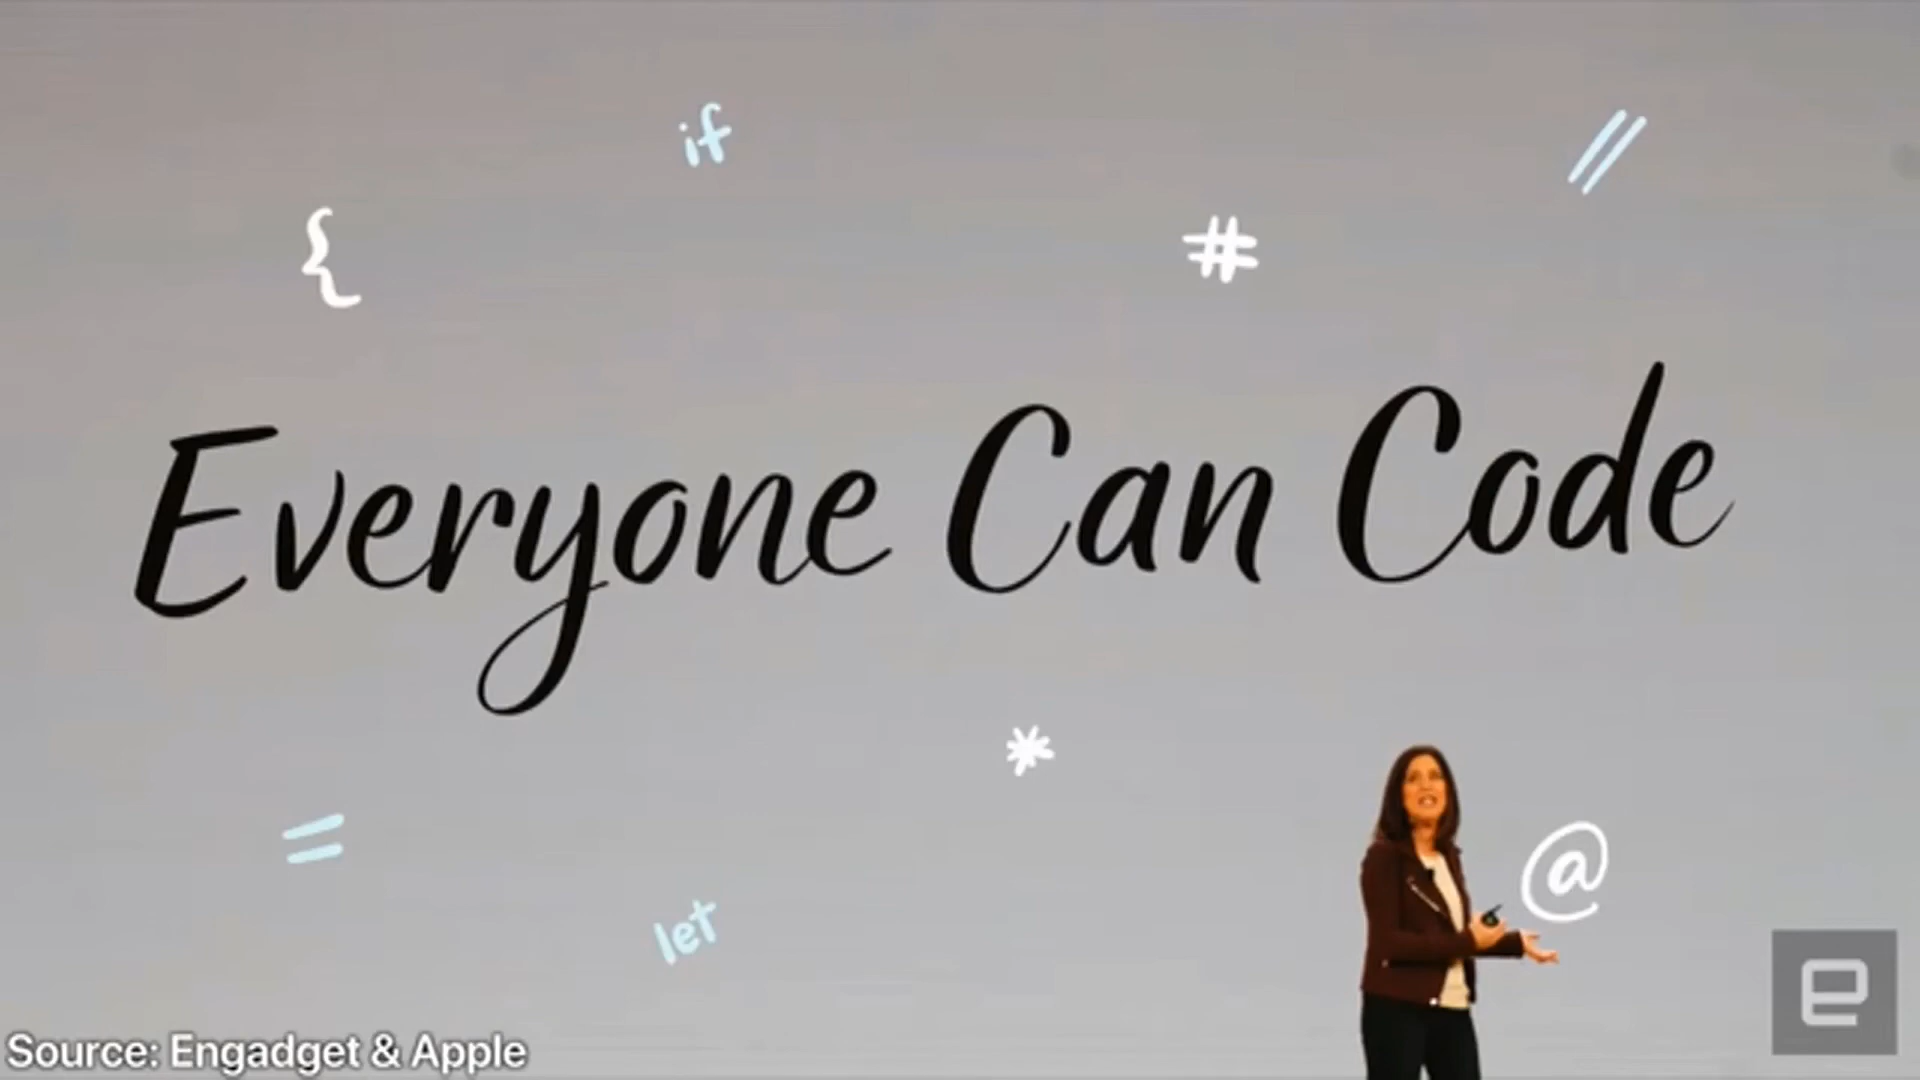 if
//
{
#
Everyone Can Code
*
=
@
let
e
Source: Engadget & Apple